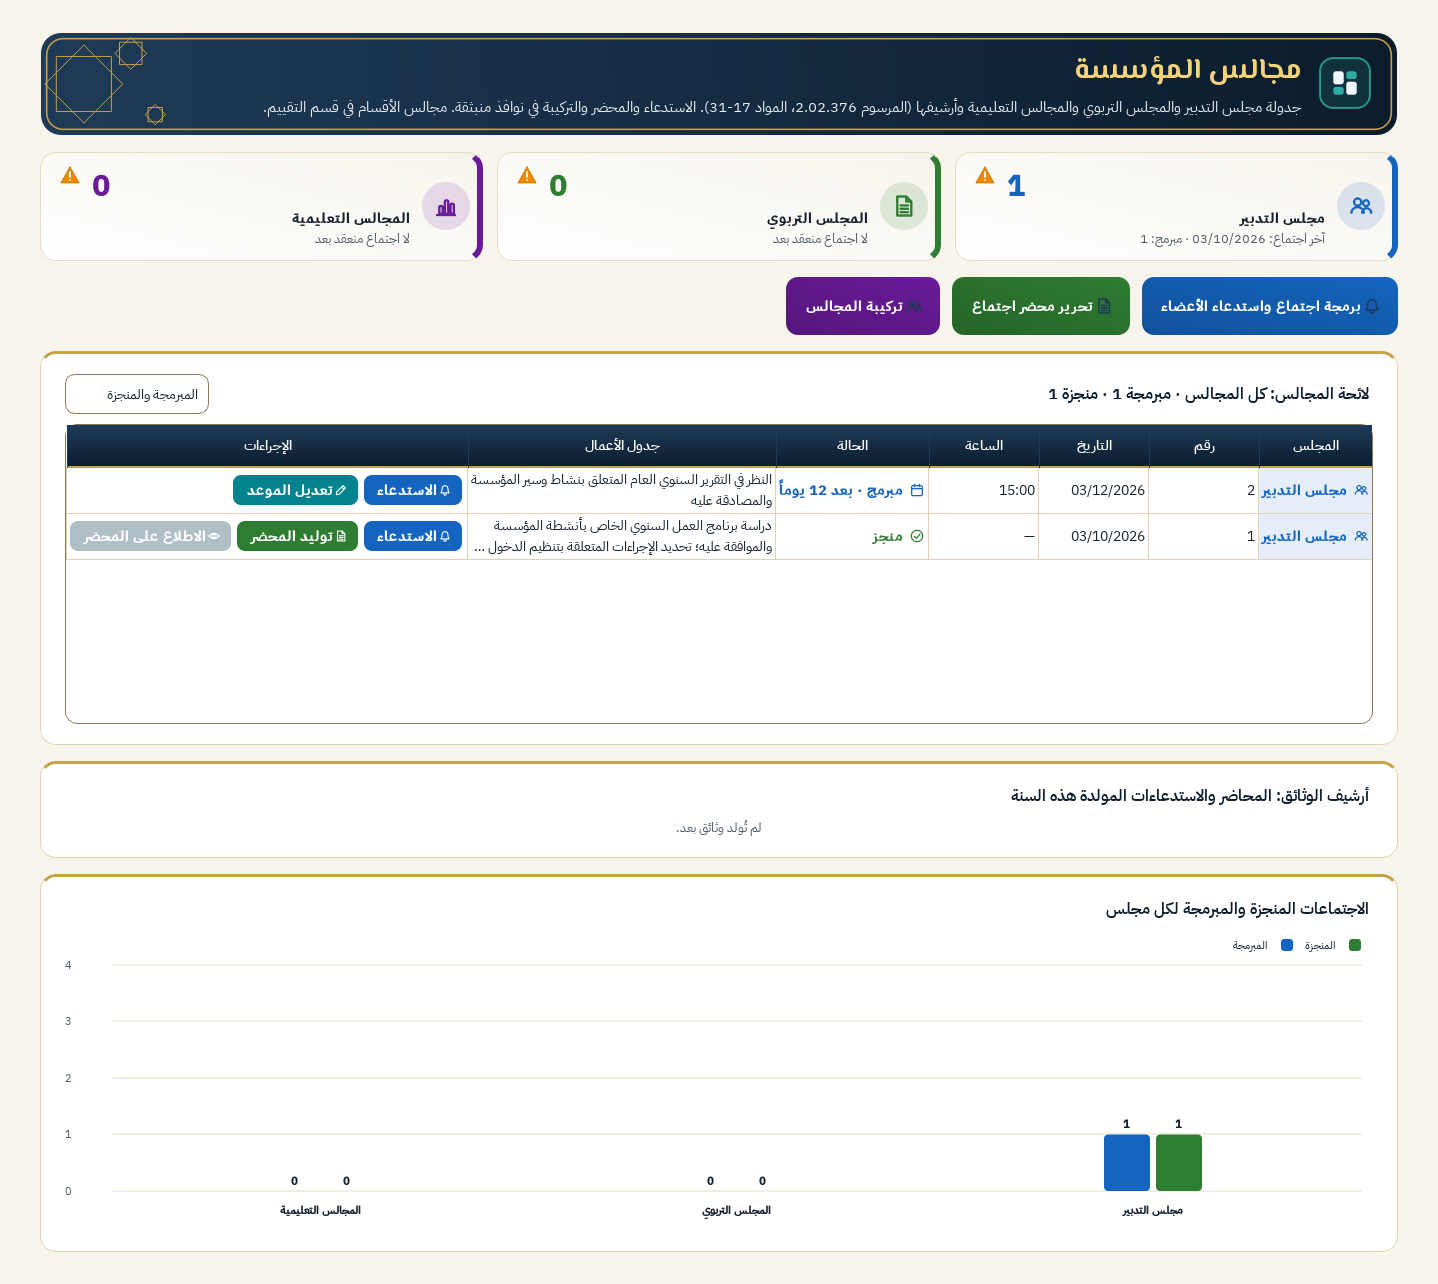 مجالس المؤسسة
جدولة مجلس التدبير والمجلس التربوي والمجالس التعليمية وأرشيفها (المرسوم 2.02.376، المواد 17-31). الاستدعاء والمحضر والتركيبة في نوافذ منبثقة. مجالس الأقسام في قسم التقييم.
1
مجلس التدبير
آخر اجتماع: 03/10/2026 · مبرمج: 1
0
المجلس التربوي
لا اجتماع منعقد بعد
0
المجالس التعليمية
لا اجتماع منعقد بعد
برمجة اجتماع واستدعاء الأعضاء
تحرير محضر اجتماع
تركيبة المجالس
لائحة المجالس: كل المجالس · مبرمجة 1 · منجزة 1
المبرمجة والمنجزة
المجلس رقم التاريخ الساعة الحالة جدول الأعمال الإجراءات
مجلس التدبير 2 03/12/2026 15:00 مبرمج · بعد 12 يوماً النظر في التقرير السنوي العام المتعلق بنشاط وسير المؤسسة
والمصادقة عليه
الاستدعاء تعديل الموعد
مجلس التدبير 1 03/10/2026 — منجز دراسة برنامج العمل السنوي الخاص بأنشطة المؤسسة
والموافقة عليه؛ تحديد الإجراءات المتعلقة بتنظيم الدخول ...
الاستدعاء توليد المحضر الاطلاع على المحضر
أرشيف الوثائق: المحاضر والاستدعاءات المولدة هذه السنة
لم تُولد وثائق بعد.
الاجتماعات المنجزة والمبرمجة لكل مجلس
المنجزة المبرمجة
4
3
2
1
0
1 1
0 0
0 0
مجلس التدبير المجلس التربوي المجالس التعليمية